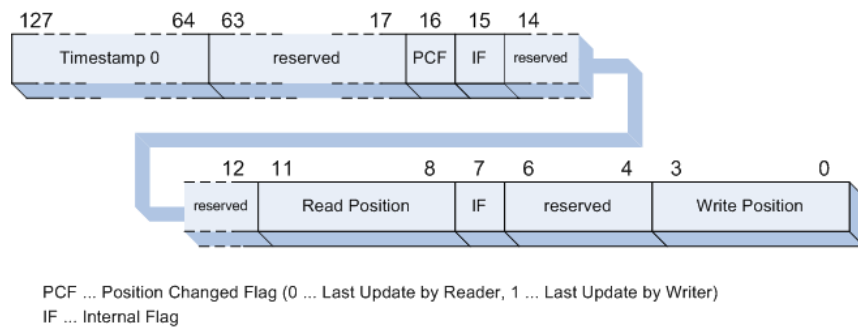 127 64 63 17 16 15 14
Timestamp 0 reserved PCF IF reserved
12 11 8 7 6 4 3 0
reserved Read Position IF reserved Write Position
PCF ... Position Changed Flag (0 ... Last Update by Reader, 1 ... Last Update by Writer)
IF ... Internal Flag